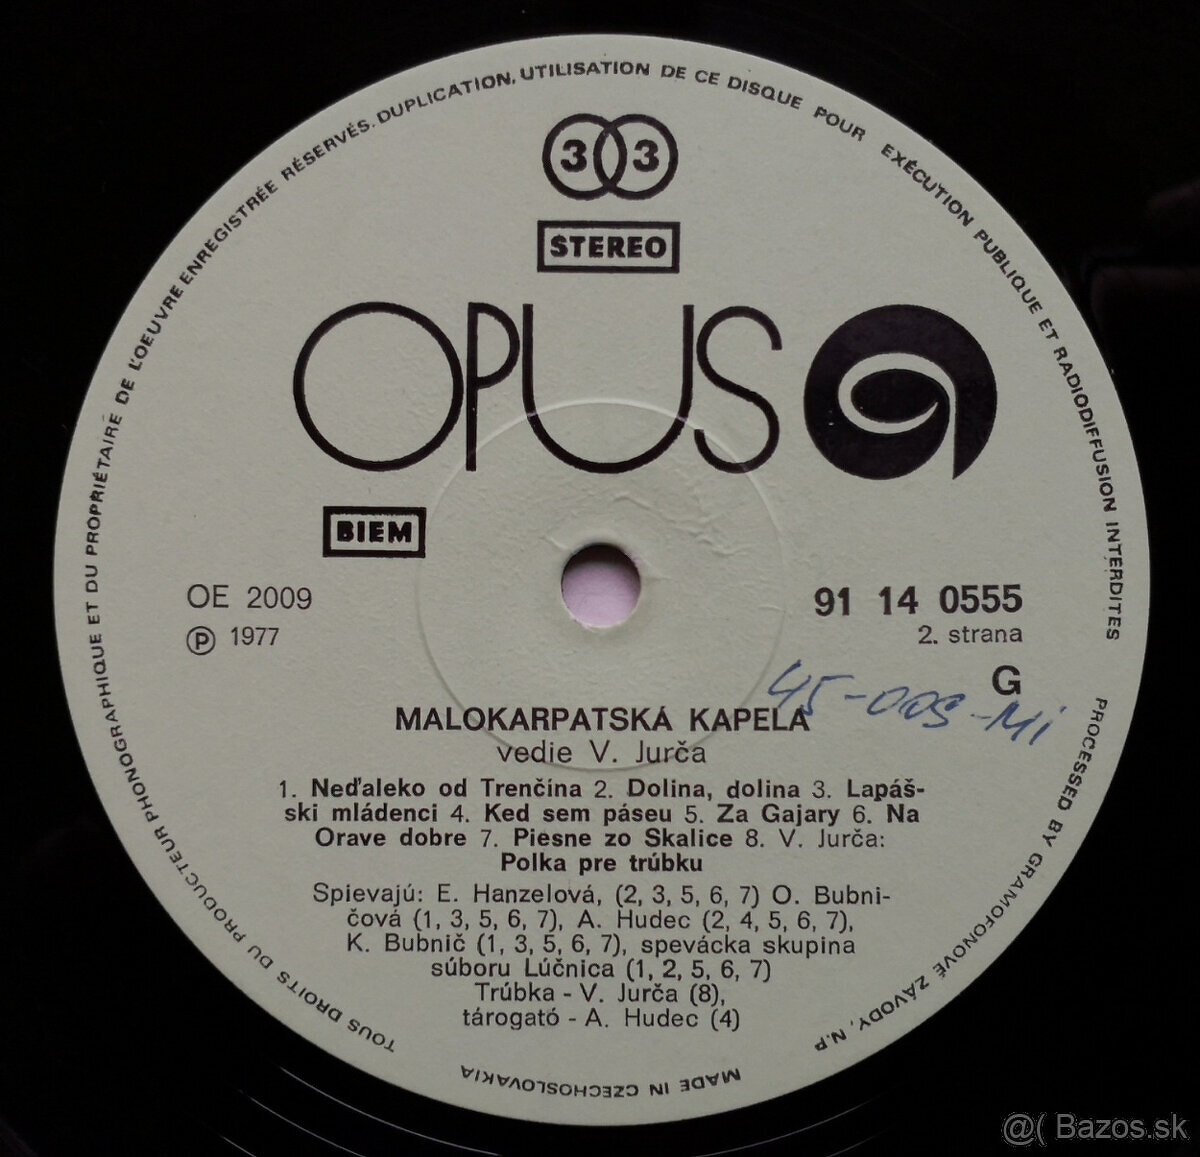 TOUS DROITS DU PRODUCTEUR PHONOGRAPHIQUE ET DU PROPRIÉTAIRE DE L'OEUVRE ENREGISTRÉE RÉSERVÉS. DUPLICATION, UTILISATION DE CE DISQUE POUR EXÉCUTION PUBLIQUE ET RADIODIFFUSION INTERDITES
33
STEREO
OPUS
BIEM
OE 2009
℗ 1977
91 14 0555
2. strana
G
45-005-Mi
MALOKARPATSKÁ KAPELA
vedie V. Jurča
1. Neďaleko od Trenčína 2. Dolina, dolina 3. Lapáš-
ski mládenci 4. Ked sem páseu 5. Za Gajary 6. Na
Orave dobre 7. Piesne zo Skalice 8. V. Jurča:
Polka pre trúbku
Spievajú: E. Hanzelová, (2, 3, 5, 6, 7) O. Bubni-
čová (1, 3, 5, 6, 7), A. Hudec (2, 4, 5, 6, 7),
K. Bubnič (1, 3, 5, 6, 7), spevácka skupina
súboru Lúčnica (1, 2, 5, 6, 7)
Trúbka - V. Jurča (8),
tárogató - A. Hudec (4)
PROCESSED BY GRAMOFONOVÉ ZÁVODY, N.P
MADE IN CZECHOSLOVAKIA
@( Bazos.sk